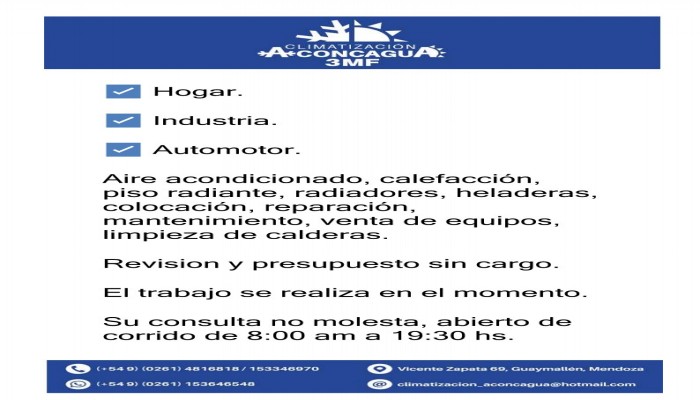 CLIMATIZACION
ACONCAGUA
3MF
Hogar.
Industria.
Automotor.
Aire acondicionado, calefacción,
piso radiante, radiadores, heladeras,
colocación, reparación,
mantenimiento, venta de equipos,
limpieza de calderas.
Revision y presupuesto sin cargo.
El trabajo se realiza en el momento.
Su consulta no molesta, abierto de
corrido de 8:00 am a 19:30 hs.
(+54 9) (0261) 4816818 / 153346970
Vicente Zapata 69, Guaymallén, Mendoza
(+54 9) (0261) 153646548
climatizacion_aconcagua@hotmail.com